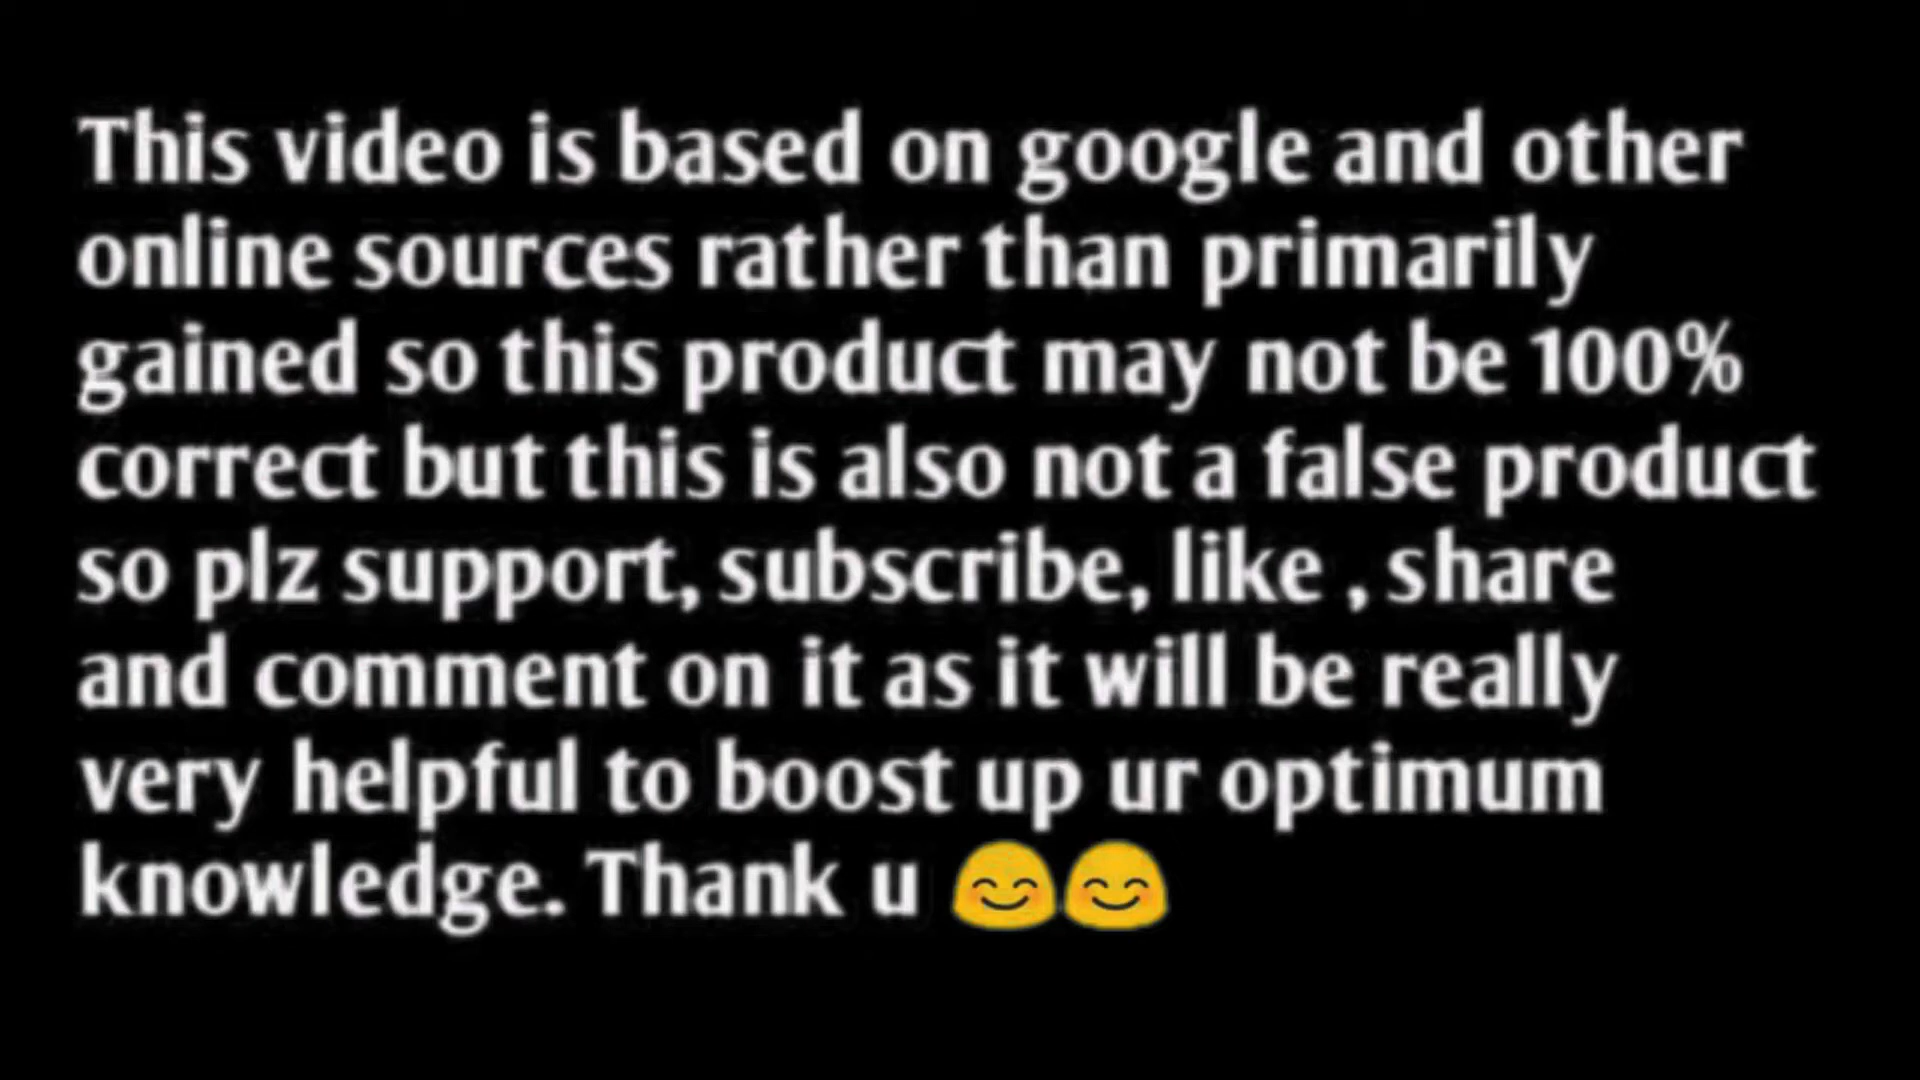 This video is based on google and other
online sources rather than primarily
gained so this product may not be 100%
correct but this is also not a false product
so plz support, subscribe, like , share
and comment on it as it will be really
very helpful to boost up ur optimum
knowledge. Thank u 😊😊